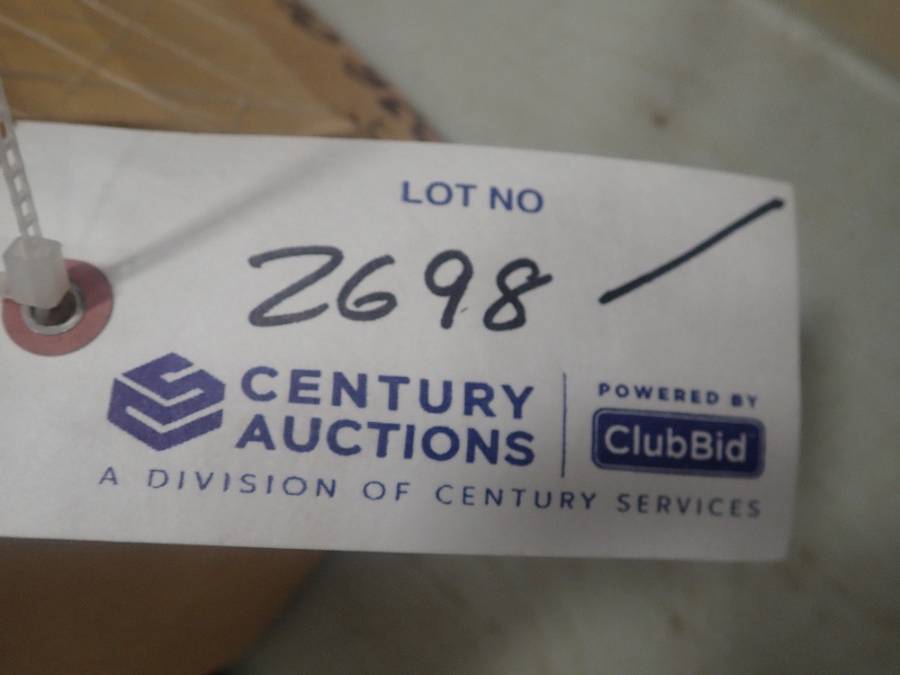 LOT NO
2698
CENTURY
AUCTIONS
POWERED BY
ClubBid
A DIVISION OF CENTURY SERVICES